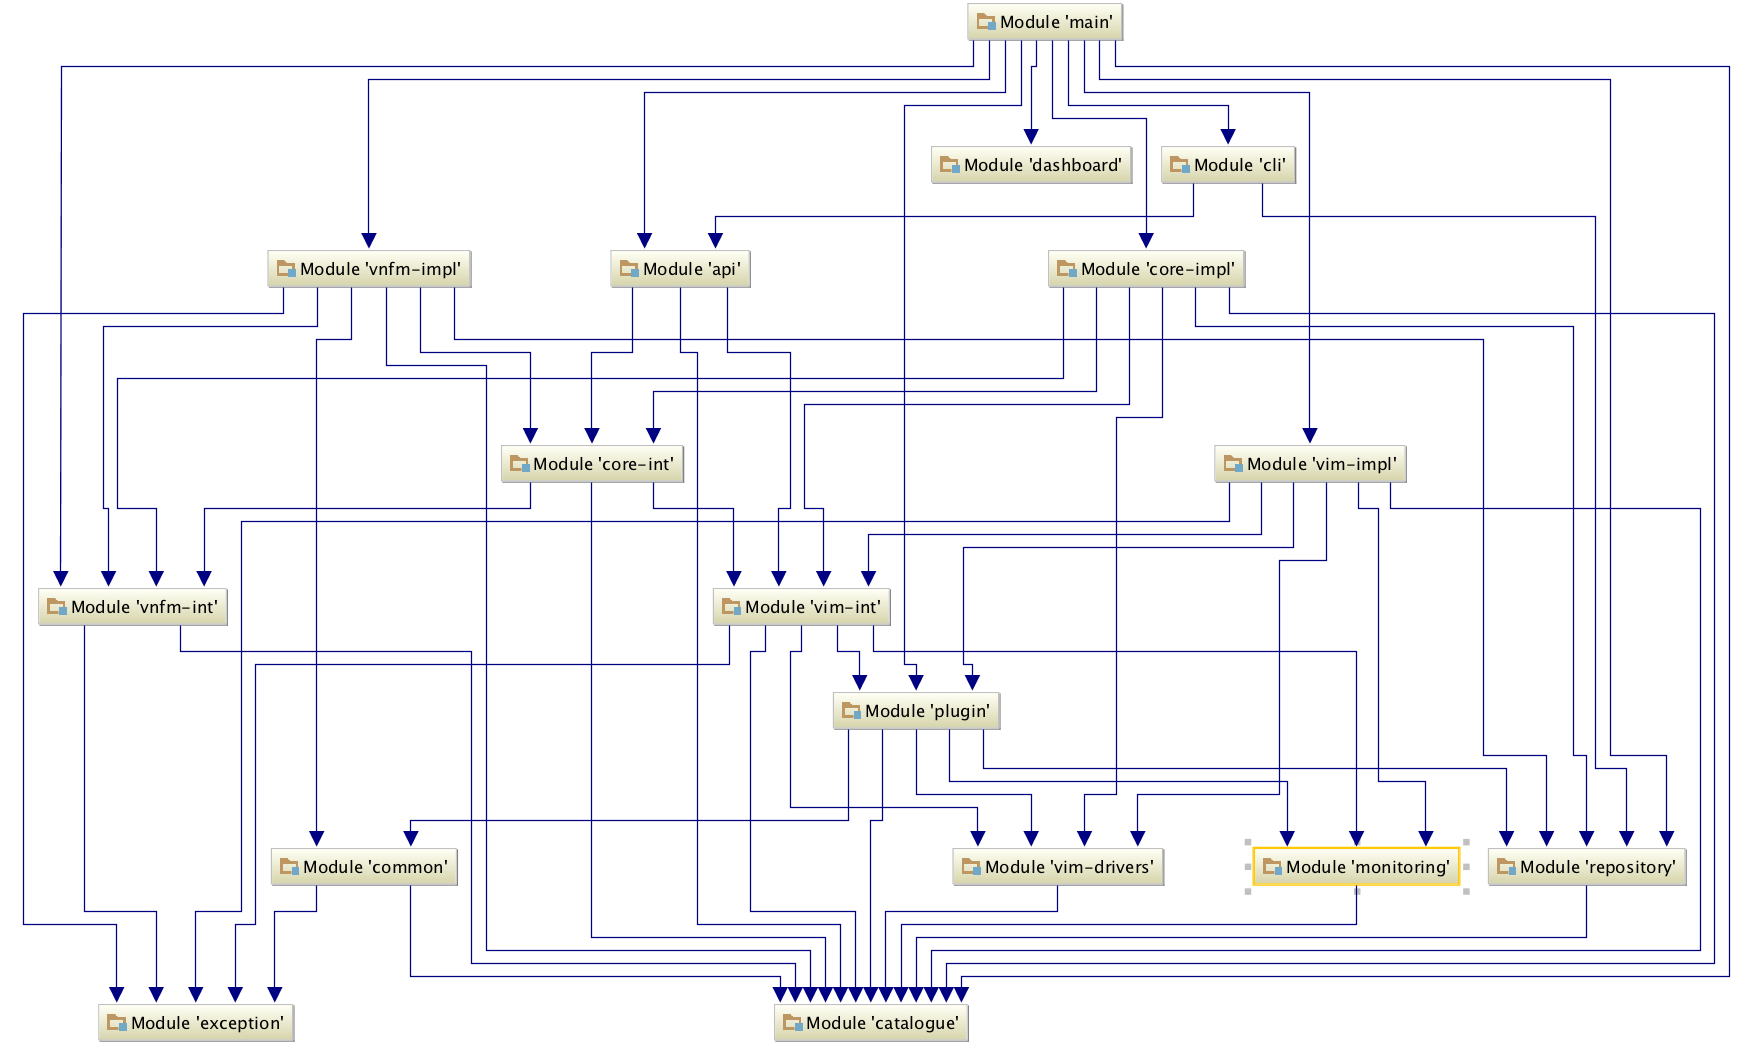 Module 'main'
Module 'dashboard'
Module 'cli'
Module 'vnfm-impl'
Module 'api'
Module 'core-impl'
Module 'core-int'
Module 'vim-impl'
Module 'vnfm-int'
Module 'vim-int'
Module 'plugin'
Module 'common'
Module 'vim-drivers'
Module 'monitoring'
Module 'repository'
Module 'exception'
Module 'catalogue'